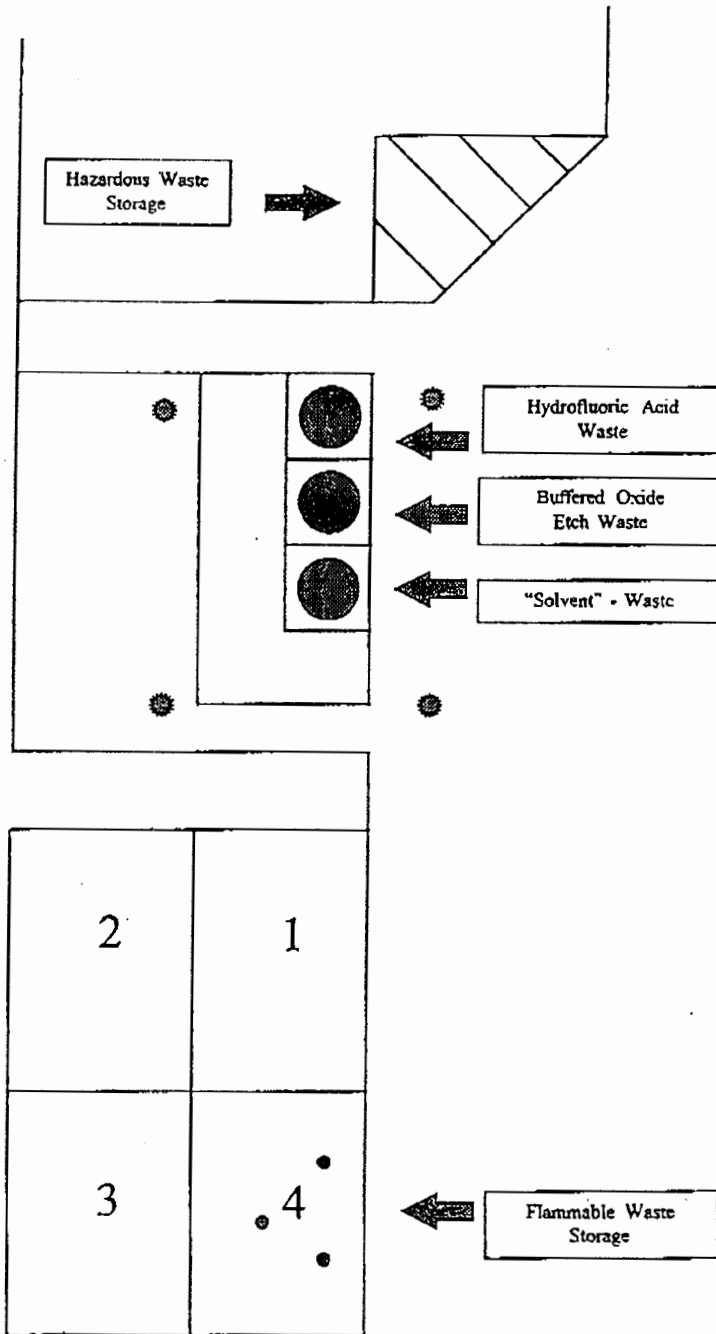 Hazardous Waste
Storage
Hydrofluoric Acid
Waste
Buffered Oxide
Etch Waste
"Solvent" - Waste
2
1
3
4
Flammable Waste
Storage